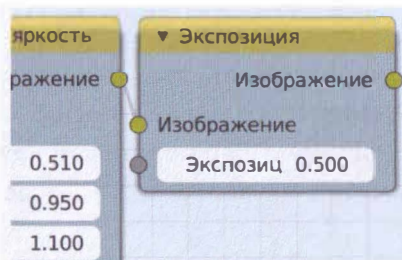 яркость
ражение
0.510
0.950
1.100
▼ Экспозиция
Изображение
Изображение
Экспозиц 0.500